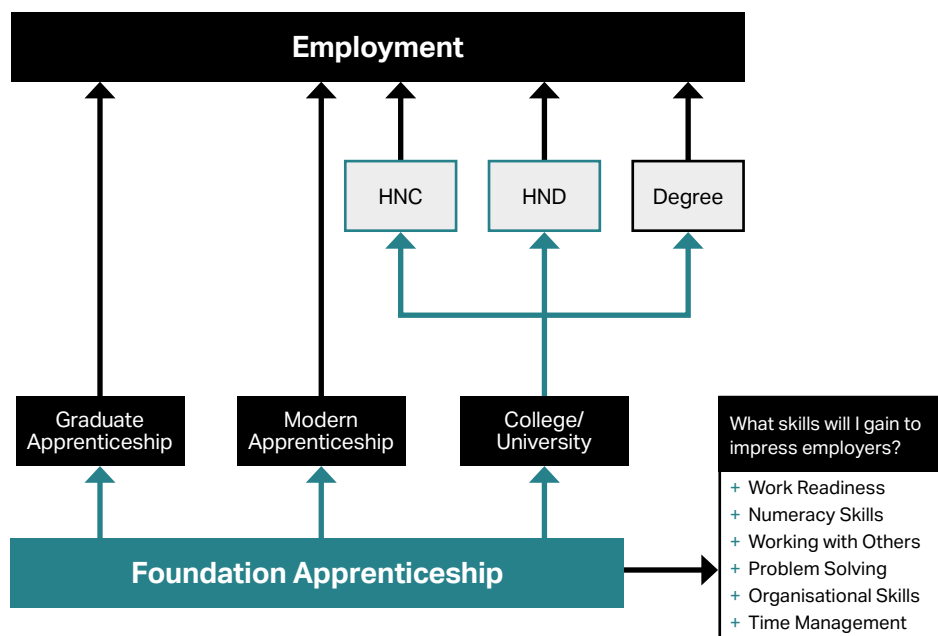 Employment
HNC
HND
Degree
Graduate
Apprenticeship
Modern
Apprenticeship
College/
University
What skills will I gain to
impress employers?
+ Work Readiness
+ Numeracy Skills
+ Working with Others
+ Problem Solving
+ Organisational Skills
+ Time Management
Foundation Apprenticeship